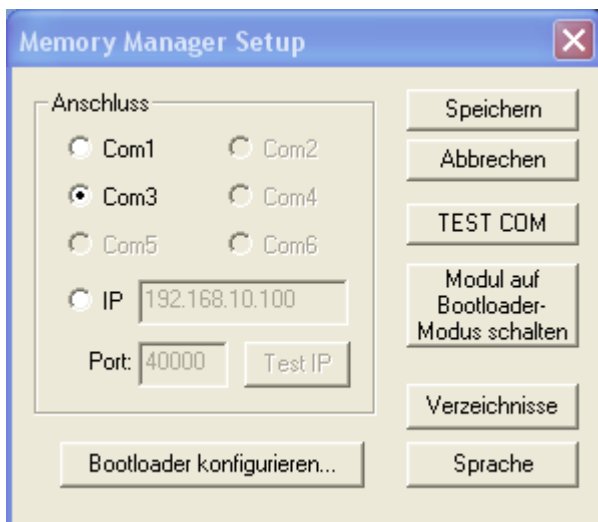 Memory Manager Setup
Anschluss
Com1
Com2
Com3
Com4
Com5
Com6
IP
192.168.10.100
Port:
40000
Test IP
Bootloader konfigurieren...
Speichern
Abbrechen
TEST COM
Modul auf
Bootloader-
Modus schalten
Verzeichnisse
Sprache